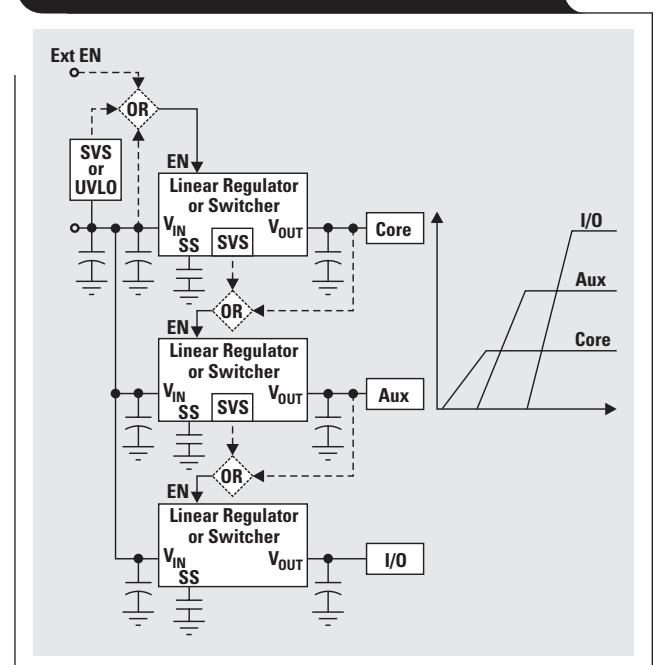 Ext EN
OR
SVS
or
UVLO
EN
Linear Regulator
or Switcher
VIN
VOUT
SS
SVS
Core
OR
EN
Linear Regulator
or Switcher
VIN
VOUT
SS
SVS
Aux
OR
EN
Linear Regulator
or Switcher
VIN
VOUT
SS
I/O
I/O
Aux
Core